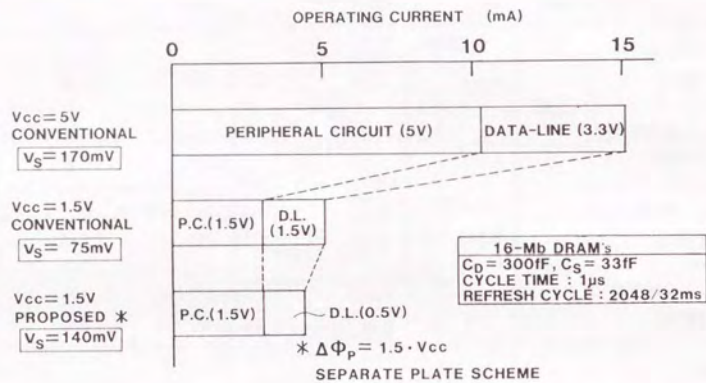 OPERATING CURRENT (mA)
0 5 10 15
Vcc=5V
CONVENTIONAL
Vs=170mV
PERIPHERAL CIRCUIT (5V) DATA-LINE (3.3V)
Vcc=1.5V
CONVENTIONAL
Vs= 75mV
P.C.(1.5V) D.L.
(1.5V)
16-Mb DRAM's
CD= 300fF, CS= 33fF
CYCLE TIME : 1μs
REFRESH CYCLE : 2048/32ms
Vcc=1.5V
PROPOSED *
Vs=140mV
P.C.(1.5V) D.L.(0.5V)
* ΔΦP= 1.5·Vcc
SEPARATE PLATE SCHEME